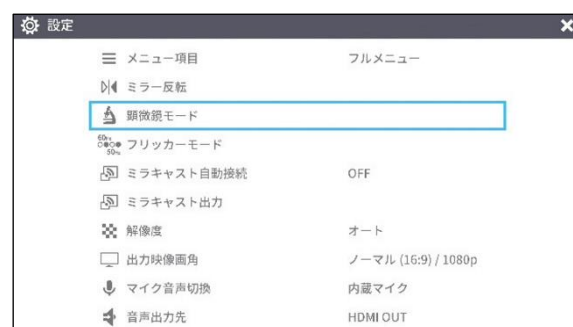 設定
メニュー項目 フルメニュー
ミラー反転
顕微鏡モード
60Hz
50Hz
フリッカーモード
ミラキャスト自動接続 OFF
ミラキャスト出力
解像度 オート
出力映像画角 ノーマル (16:9) / 1080p
マイク音声切換 内蔵マイク
音声出力先 HDMI OUT